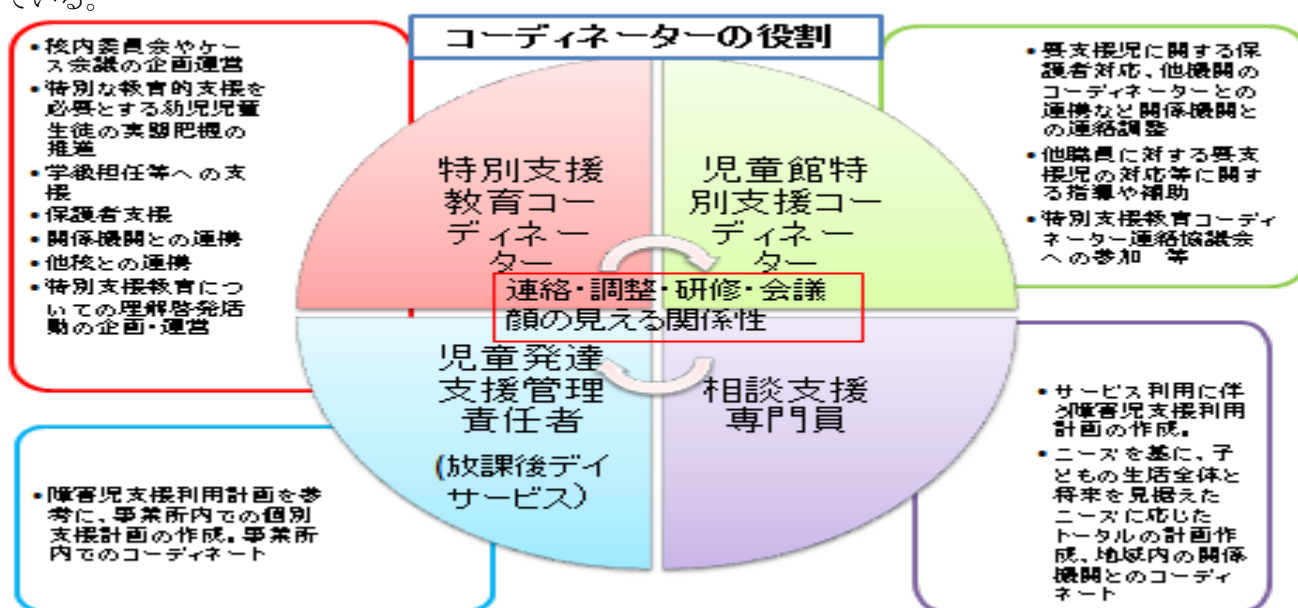 ている。
コーディネーターの役割
・校内委員会やケー
ス会議の企画運営
・特別な教育的支援を
必要とする幼児児童
生徒の実態把握の
推進
・学級担任等への支
援
・保護者支援
・関係機関との連携
・他校との連携
・特別支援教育につ
いての理解啓発活
動の企画・運営
特別支援
教育コー
ディネー
ター
児童館特
別支援コー
ディネー
ター
・要支援児に関する保
護者対応、他機関の
コーディネーターとの
連携など関係機関と
の連絡調整
・他職員に対する要支
援児の対応等に関す
る指導や補助
・特別支援教育コーディ
ネーター連絡協議会
への参加 等
連絡・調整・研修・会議
顔の見える関係性
・障害児支援利用計画を参
考に、事業所内での個別
支援計画の作成。事業所
内でのコーディネート
児童発達
支援管理
責任者
(放課後デイ
サービス)
相談支援
専門員
・サービス利用に伴
う障害児支援利用
計画の作成。
・ニーズを基に、子
どもの生活全体と
将来を見据えた
ニーズに応じた
トータルの計画作
成、地域内の関係
機関とのコーディ
ネート